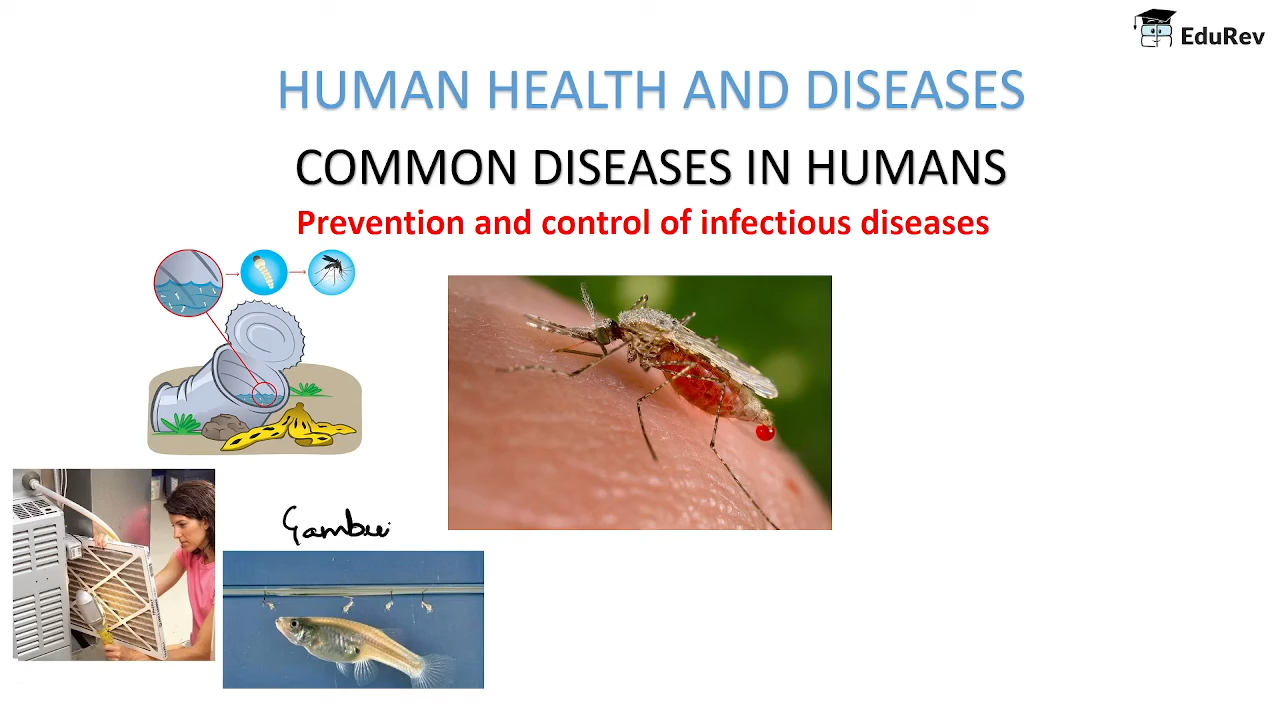 EduRev
HUMAN HEALTH AND DISEASES
COMMON DISEASES IN HUMANS
Prevention and control of infectious diseases
Gambusi